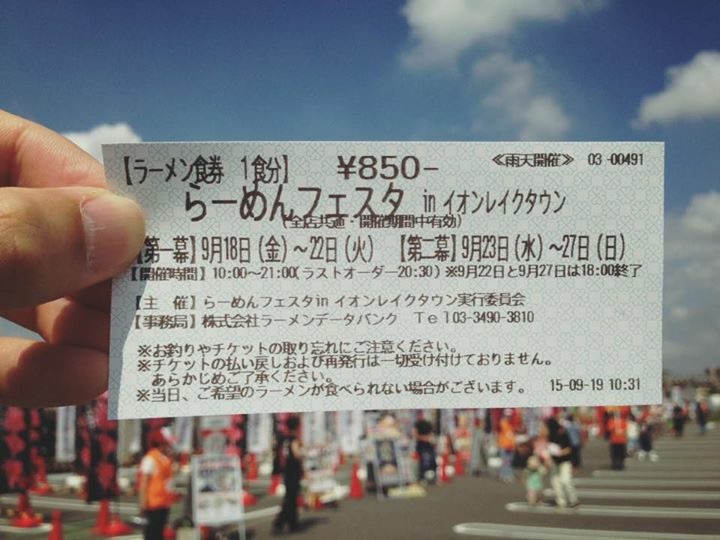 【ラーメン食券 1食分】 ¥850- ≪雨天開催≫ 03-00491
らーめんフェスタ in イオンレイクタウン
(全店共通・開催期間中有効)
【第一幕】9月18日(金)~22日(火) 【第二幕】9月23日(水)~27日(日)
【開催時間】10:00~21:00(ラストオーダー20:30) ※9月22日と9月27日は18:00終了
【主 催】らーめんフェスタin イオンレイクタウン実行委員会
【事務局】株式会社ラーメンデータバンク Tel03-3490-3810
※お釣りやチケットの取り忘れにご注意ください。
※チケットの払い戻しおよび再発行は一切受け付けておりません。
あらかじめご了承ください。
※当日、ご希望のラーメンが食べられない場合がございます。 15-09-19 10:31